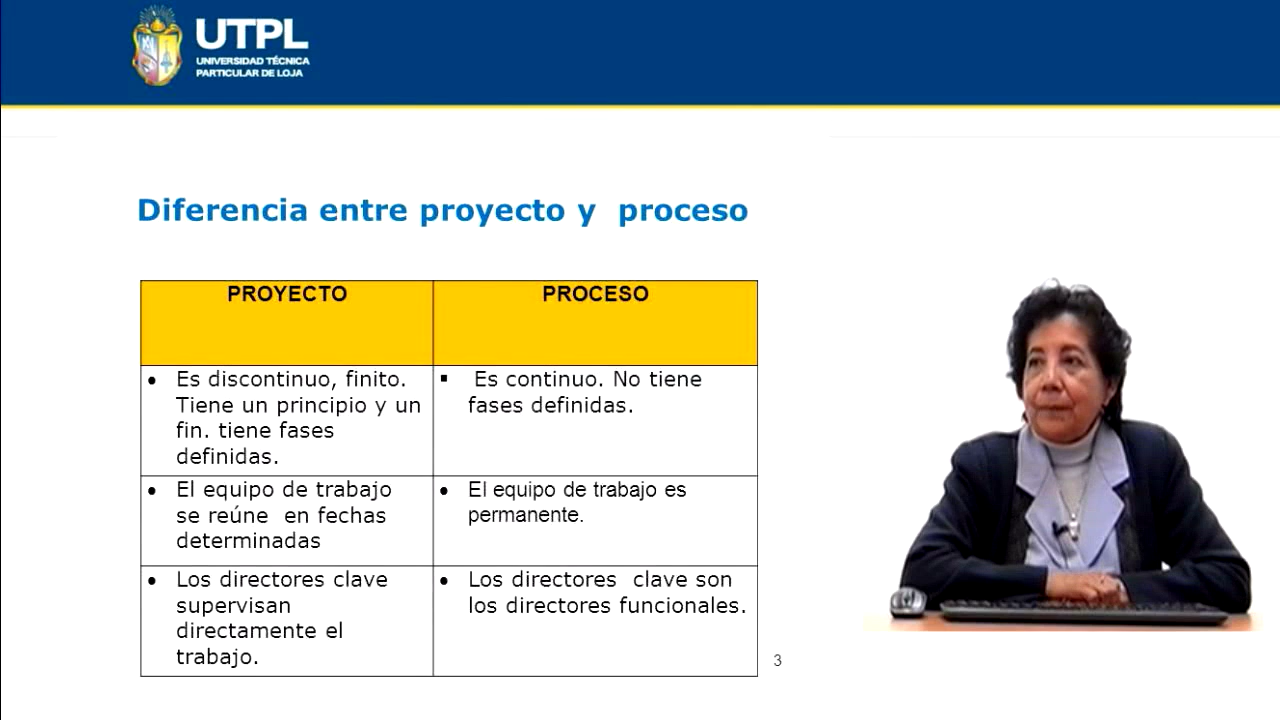 UTPL
UNIVERSIDAD TÉCNICA
PARTICULAR DE LOJA
Diferencia entre proyecto y proceso
PROYECTO
PROCESO
• Es discontinuo, finito.
Tiene un principio y un
fin. tiene fases
definidas.
▪ Es continuo. No tiene
fases definidas.
• El equipo de trabajo
se reúne en fechas
determinadas
• El equipo de trabajo es
permanente.
• Los directores clave
supervisan
directamente el
trabajo.
• Los directores clave son
los directores funcionales.
3